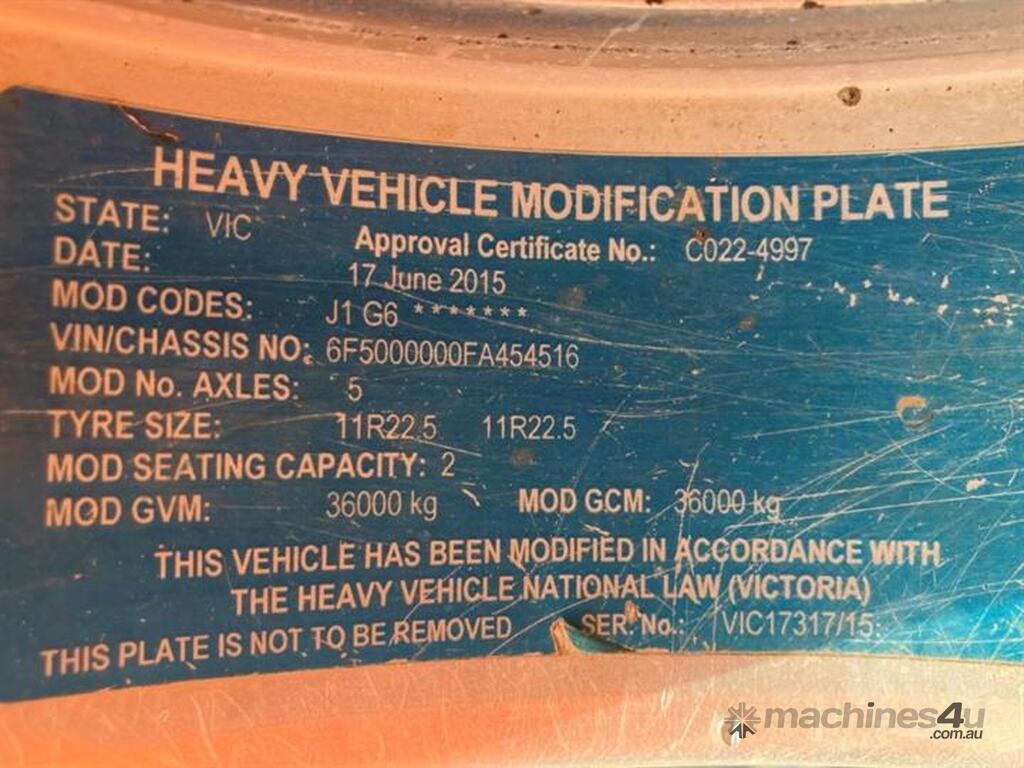 HEAVY VEHICLE MODIFICATION PLATE
STATE: VIC Approval Certificate No.: C022-4997
DATE: 17 June 2015
MOD CODES: J1 G6 *******
VIN/CHASSIS NO: 6F5000000FA454516
MOD No. AXLES: 5
TYRE SIZE: 11R22.5 11R22.5
MOD SEATING CAPACITY: 2
MOD GVM: 36000 kg MOD GCM: 36000 kg
THIS VEHICLE HAS BEEN MODIFIED IN ACCORDANCE WITH
THE HEAVY VEHICLE NATIONAL LAW (VICTORIA)
THIS PLATE IS NOT TO BE REMOVED SER. No.: VIC17317/15
machines4u
.com.au